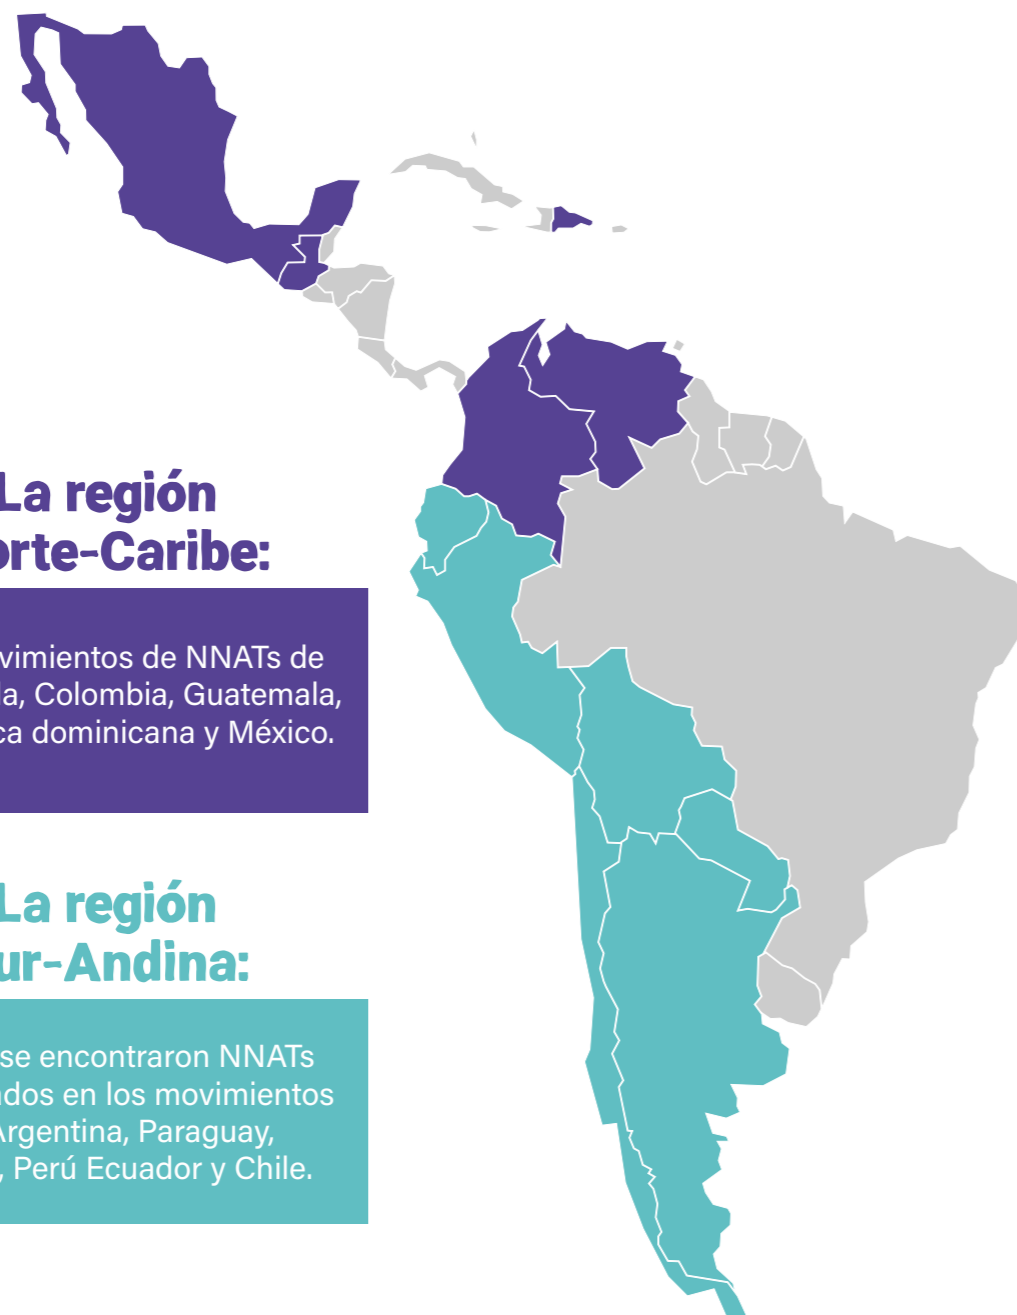 La región
orte-Caribe:
vimientos de NNATs de
la, Colombia, Guatemala,
ca dominicana y México.
La región
ur-Andina:
se encontraron NNATs
ados en los movimientos
Argentina, Paraguay,
, Perú Ecuador y Chile.